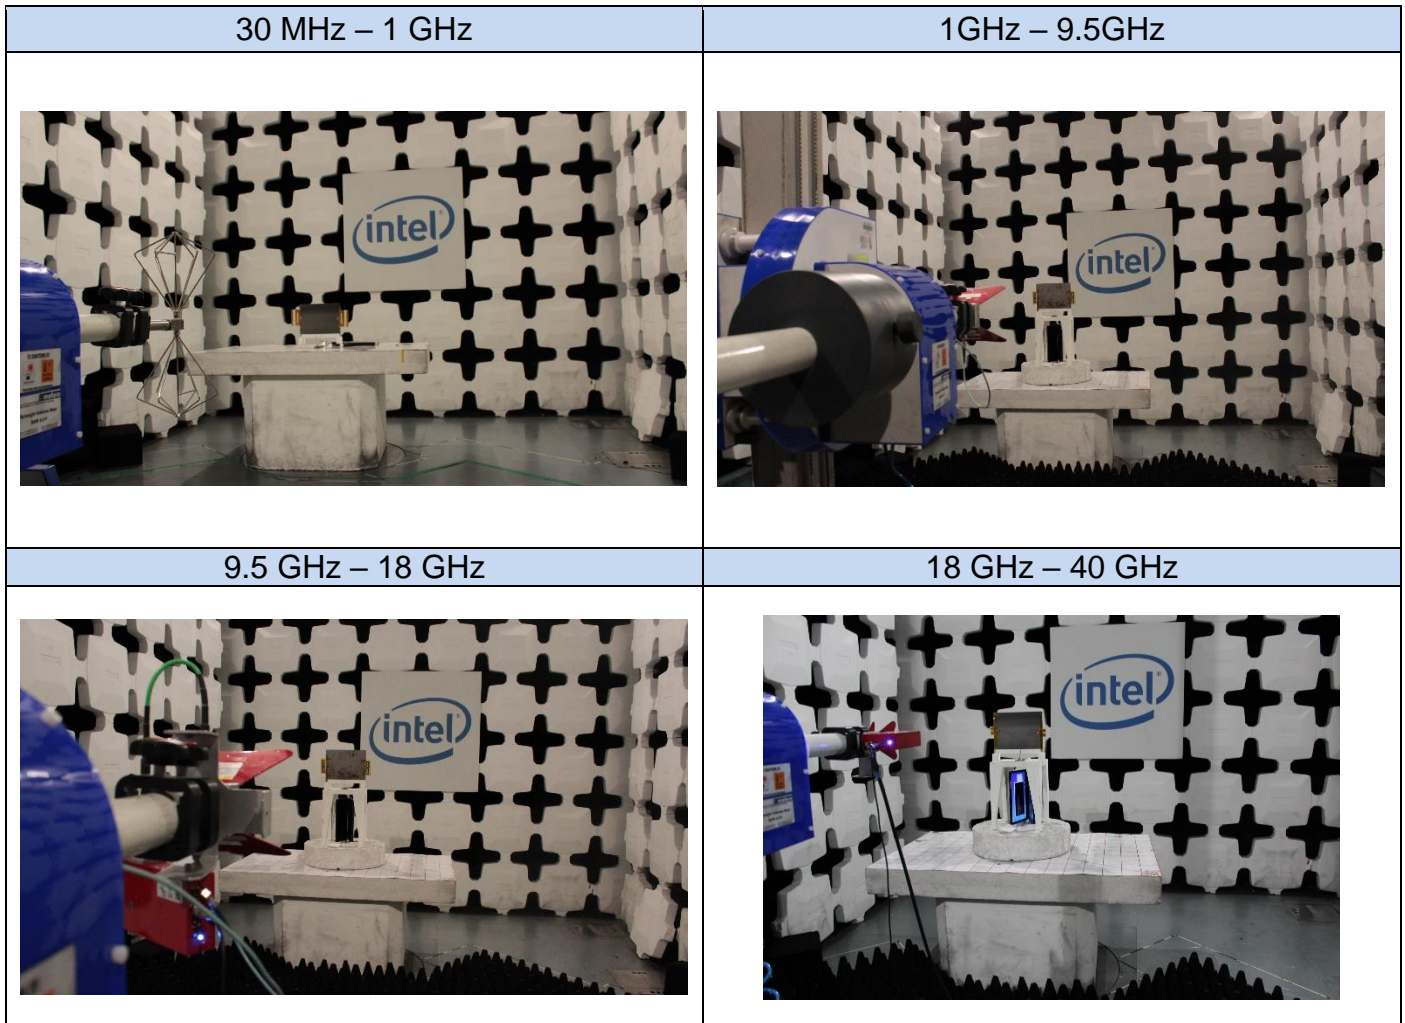 30 MHz – 1 GHz
1GHz – 9.5GHz
intel
intel
9.5 GHz – 18 GHz
18 GHz – 40 GHz
intel
intel